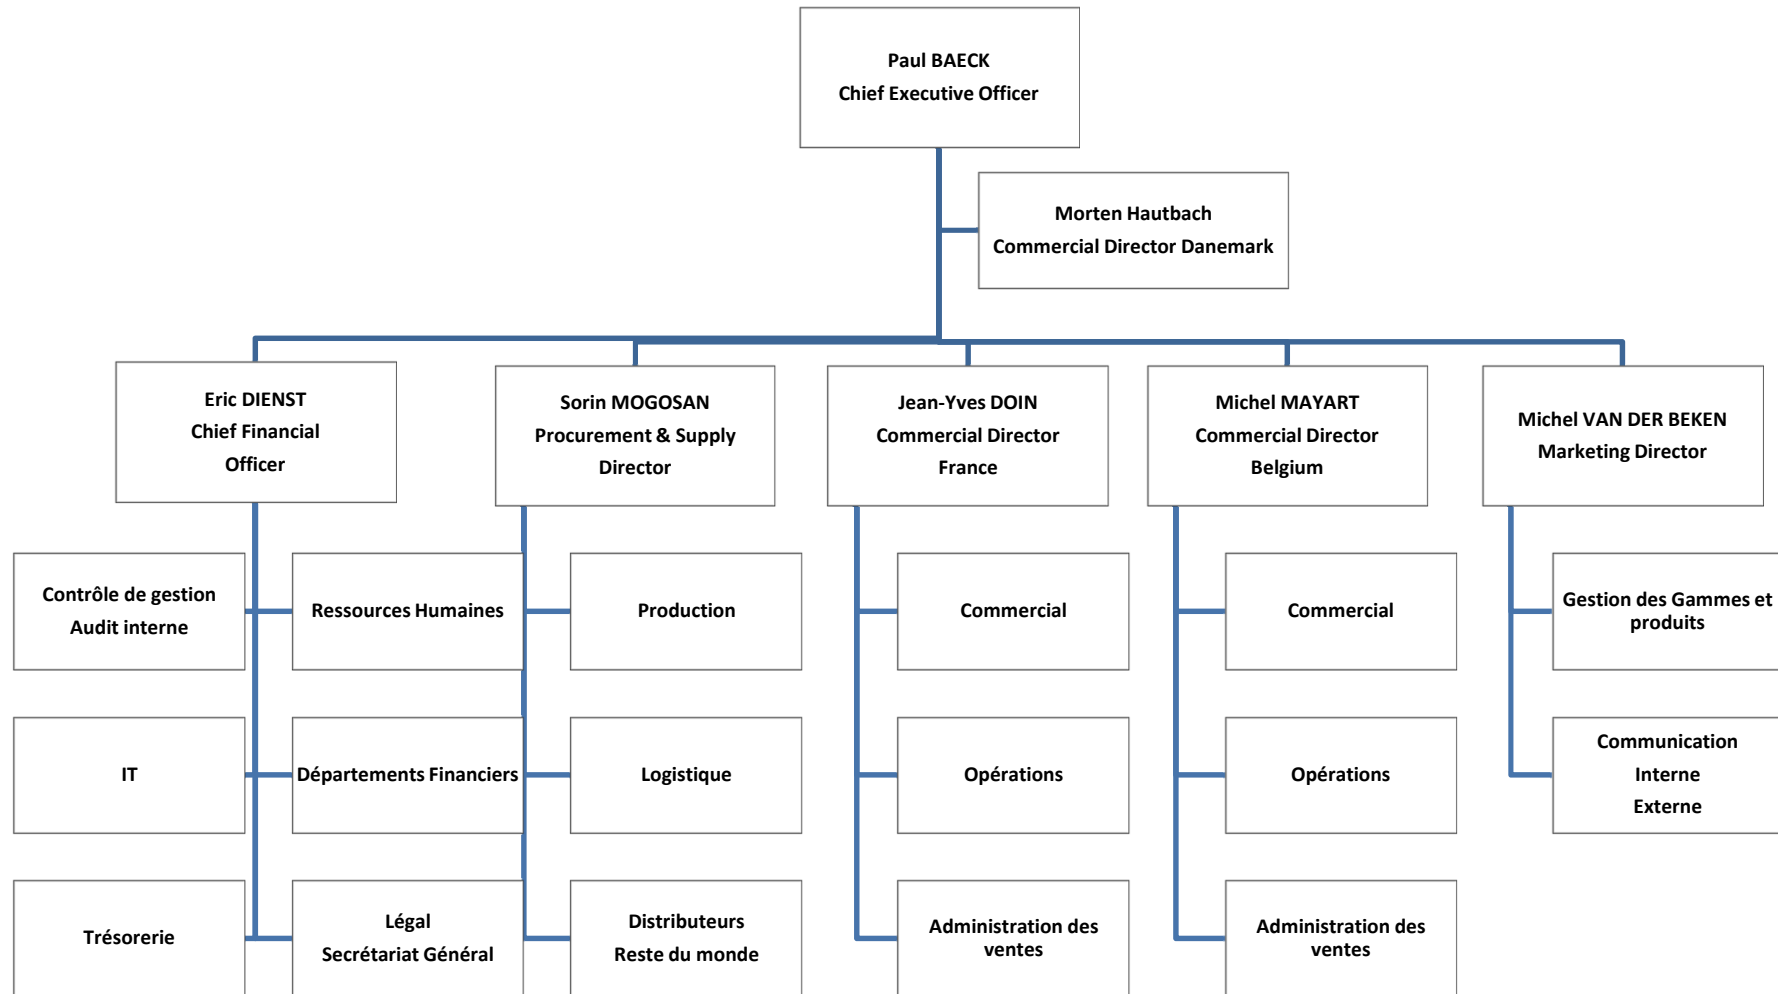 Paul BAECK
Chief Executive Officer
Morten Hautbach
Commercial Director Danemark
Eric DIENST
Chief Financial
Officer
Sorin MOGOSAN
Procurement & Supply
Director
Jean-Yves DOIN
Commercial Director
France
Michel MAYART
Commercial Director
Belgium
Michel VAN DER BEKEN
Marketing Director
Contrôle de gestion
Audit interne
Ressources Humaines
Production
Commercial
Commercial
Gestion des Gammes et
produits
IT
Départements Financiers
Logistique
Opérations
Opérations
Communication
Interne
Externe
Trésorerie
Légal
Secrétariat Général
Distributeurs
Reste du monde
Administration des
ventes
Administration des
ventes